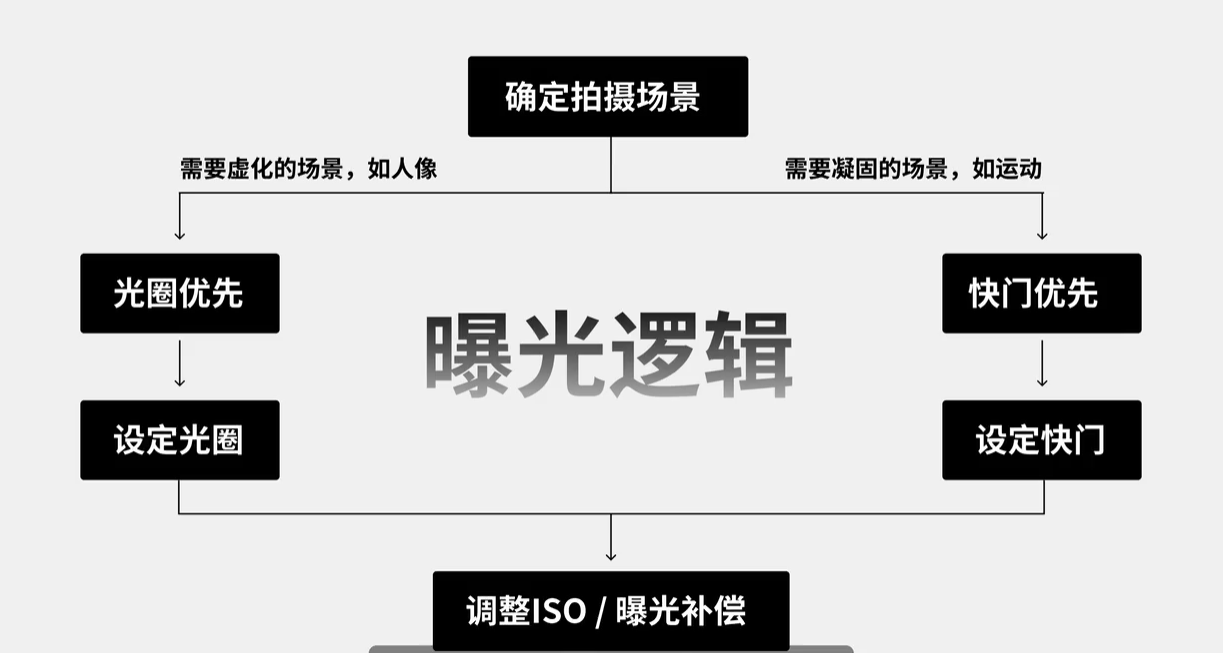 确定拍摄场景
需要虚化的场景，如人像
需要凝固的场景，如运动
光圈优先
快门优先
曝光逻辑
设定光圈
设定快门
调整ISO / 曝光补偿